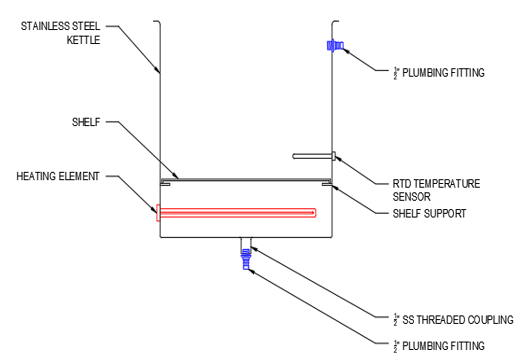 STAINLESS STEEL
KETTLE
½" PLUMBING FITTING
SHELF
HEATING ELEMENT
RTD TEMPERATURE
SENSOR
SHELF SUPPORT
½" SS THREADED COUPLING
½" PLUMBING FITTING